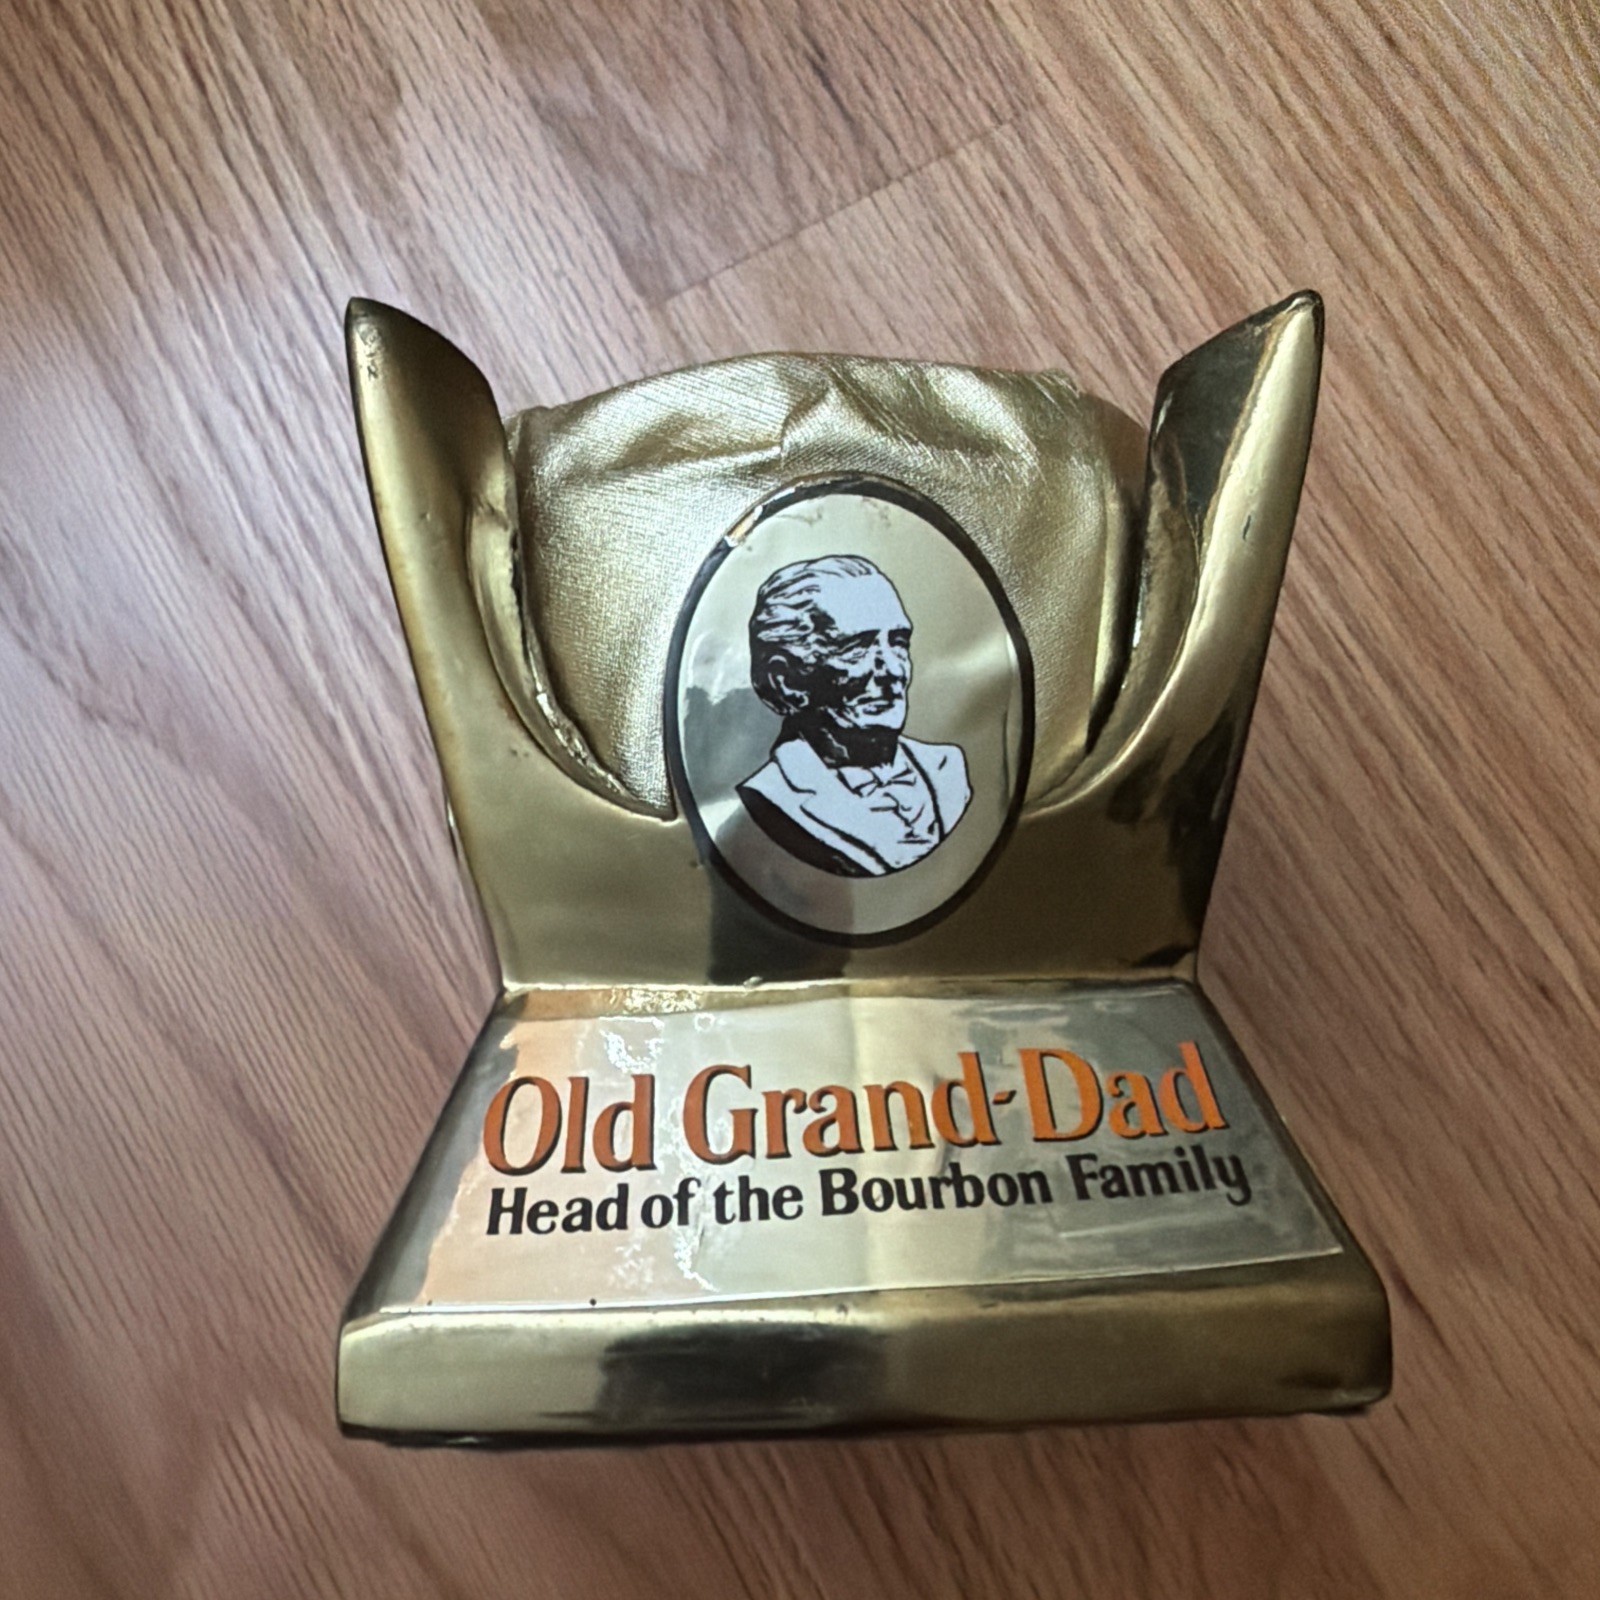 Old Grand-Dad
Head of the Bourbon Family